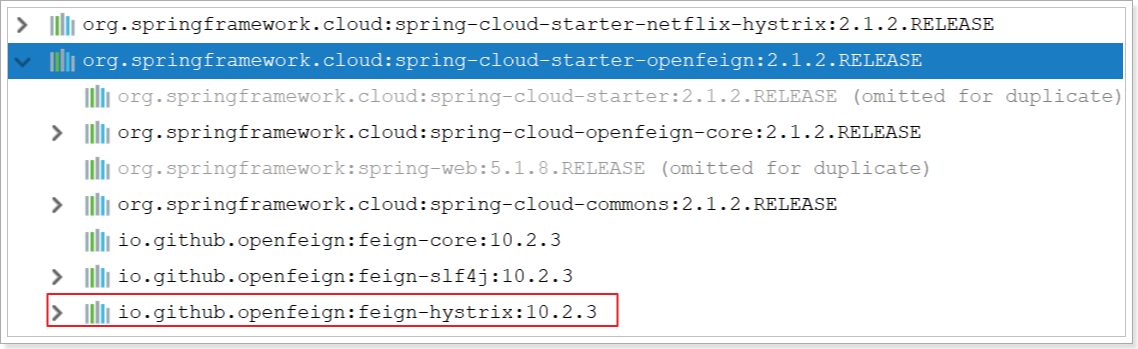 org.springframework.cloud:spring-cloud-starter-netflix-hystrix:2.1.2.RELEASE
org.springframework.cloud:spring-cloud-starter-openfeign:2.1.2.RELEASE
org.springframework.cloud:spring-cloud-starter:2.1.2.RELEASE (omitted for duplicate)
org.springframework.cloud:spring-cloud-openfeign-core:2.1.2.RELEASE
org.springframework:spring-web:5.1.8.RELEASE (omitted for duplicate)
org.springframework.cloud:spring-cloud-commons:2.1.2.RELEASE
io.github.openfeign:feign-core:10.2.3
io.github.openfeign:feign-slf4j:10.2.3
io.github.openfeign:feign-hystrix:10.2.3